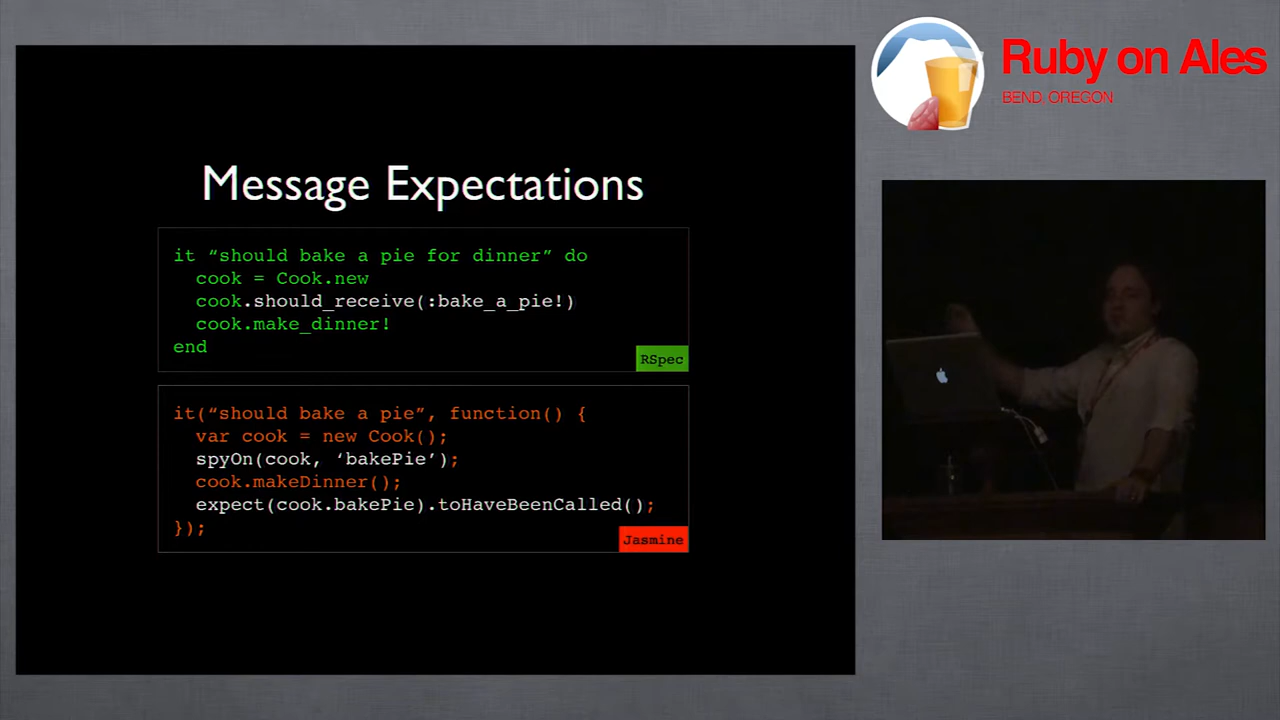 Ruby on Ales
BEND, OREGON
Message Expectations
it “should bake a pie for dinner” do
  cook = Cook.new
  cook.should_receive(:bake_a_pie!)
  cook.make_dinner!
end
RSpec
it(“should bake a pie”, function() {
  var cook = new Cook();
  spyOn(cook, ‘bakePie’);
  cook.makeDinner();
  expect(cook.bakePie).toHaveBeenCalled();
});
Jasmine